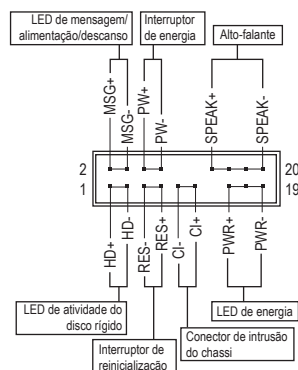 LED de mensagem/
alimentação/descanso
Interruptor
de energia
Alto-falante
MSG+
MSG-
PW+
PW-
SPEAK+
SPEAK-
2
20
1
19
HD+
HD-
RES-
RES+
CI-
CI+
PWR+
PWR-
LED de atividade do
disco rígido
Interruptor de
reinicialização
Conector de intrusão
do chassi
LED de energia